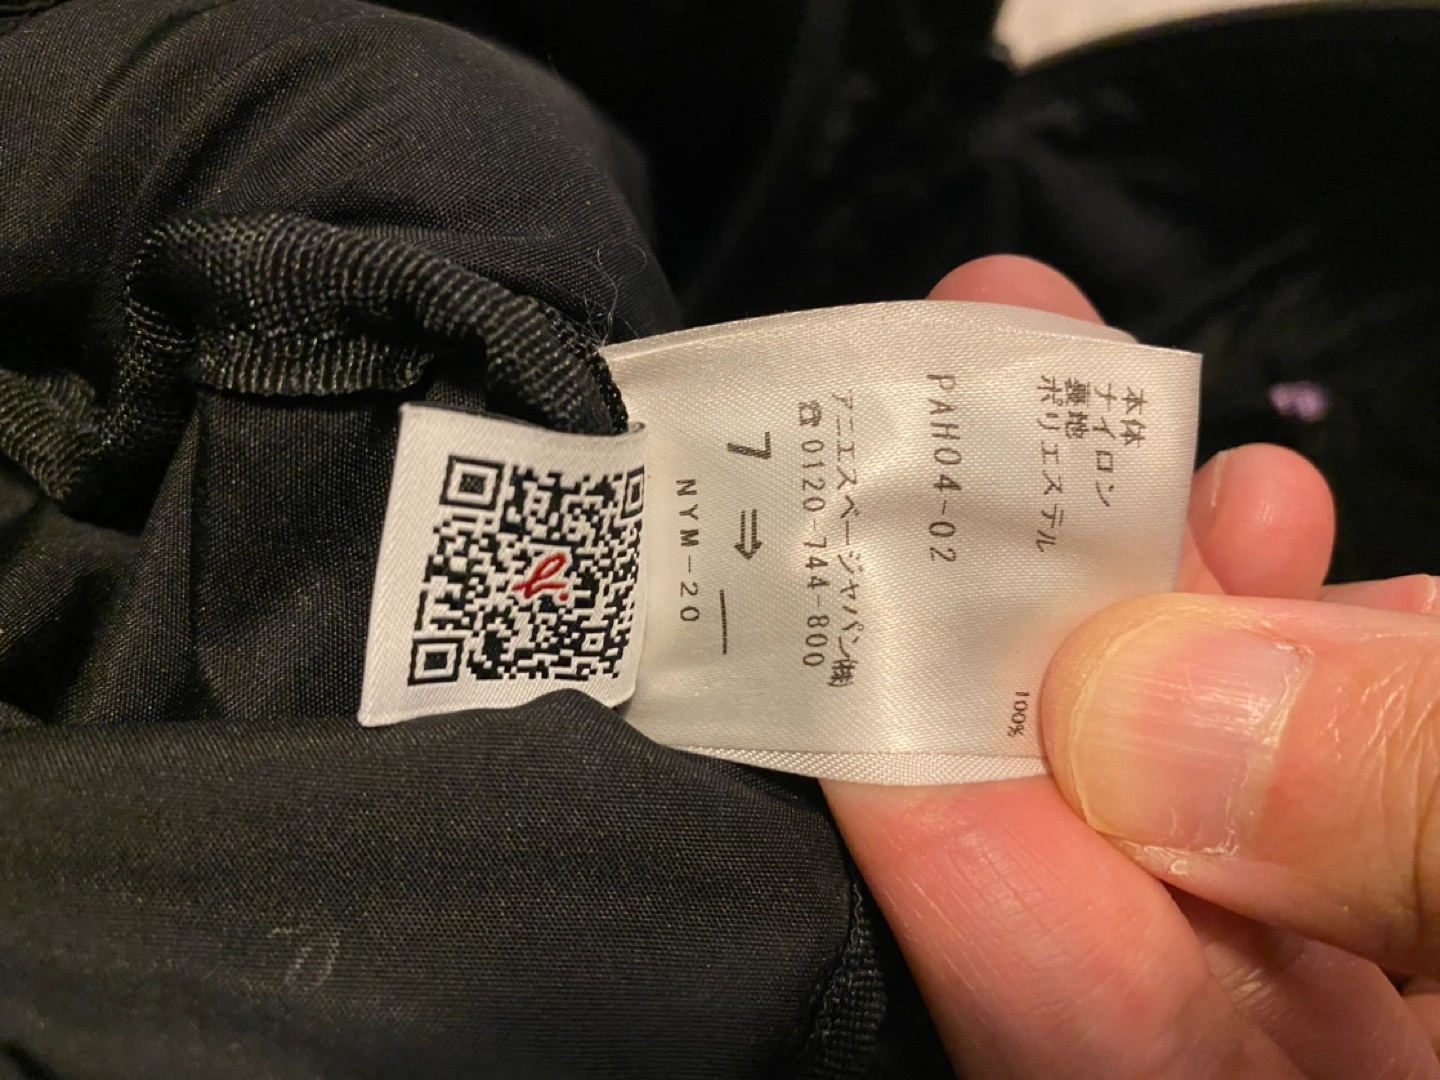 本体
ナイロン
裏地
ポリエステル
100%
PAH04-02
アニエスベージャパン㈱
☎0120-744-800
7 ⇒ —
NYM-20
b.